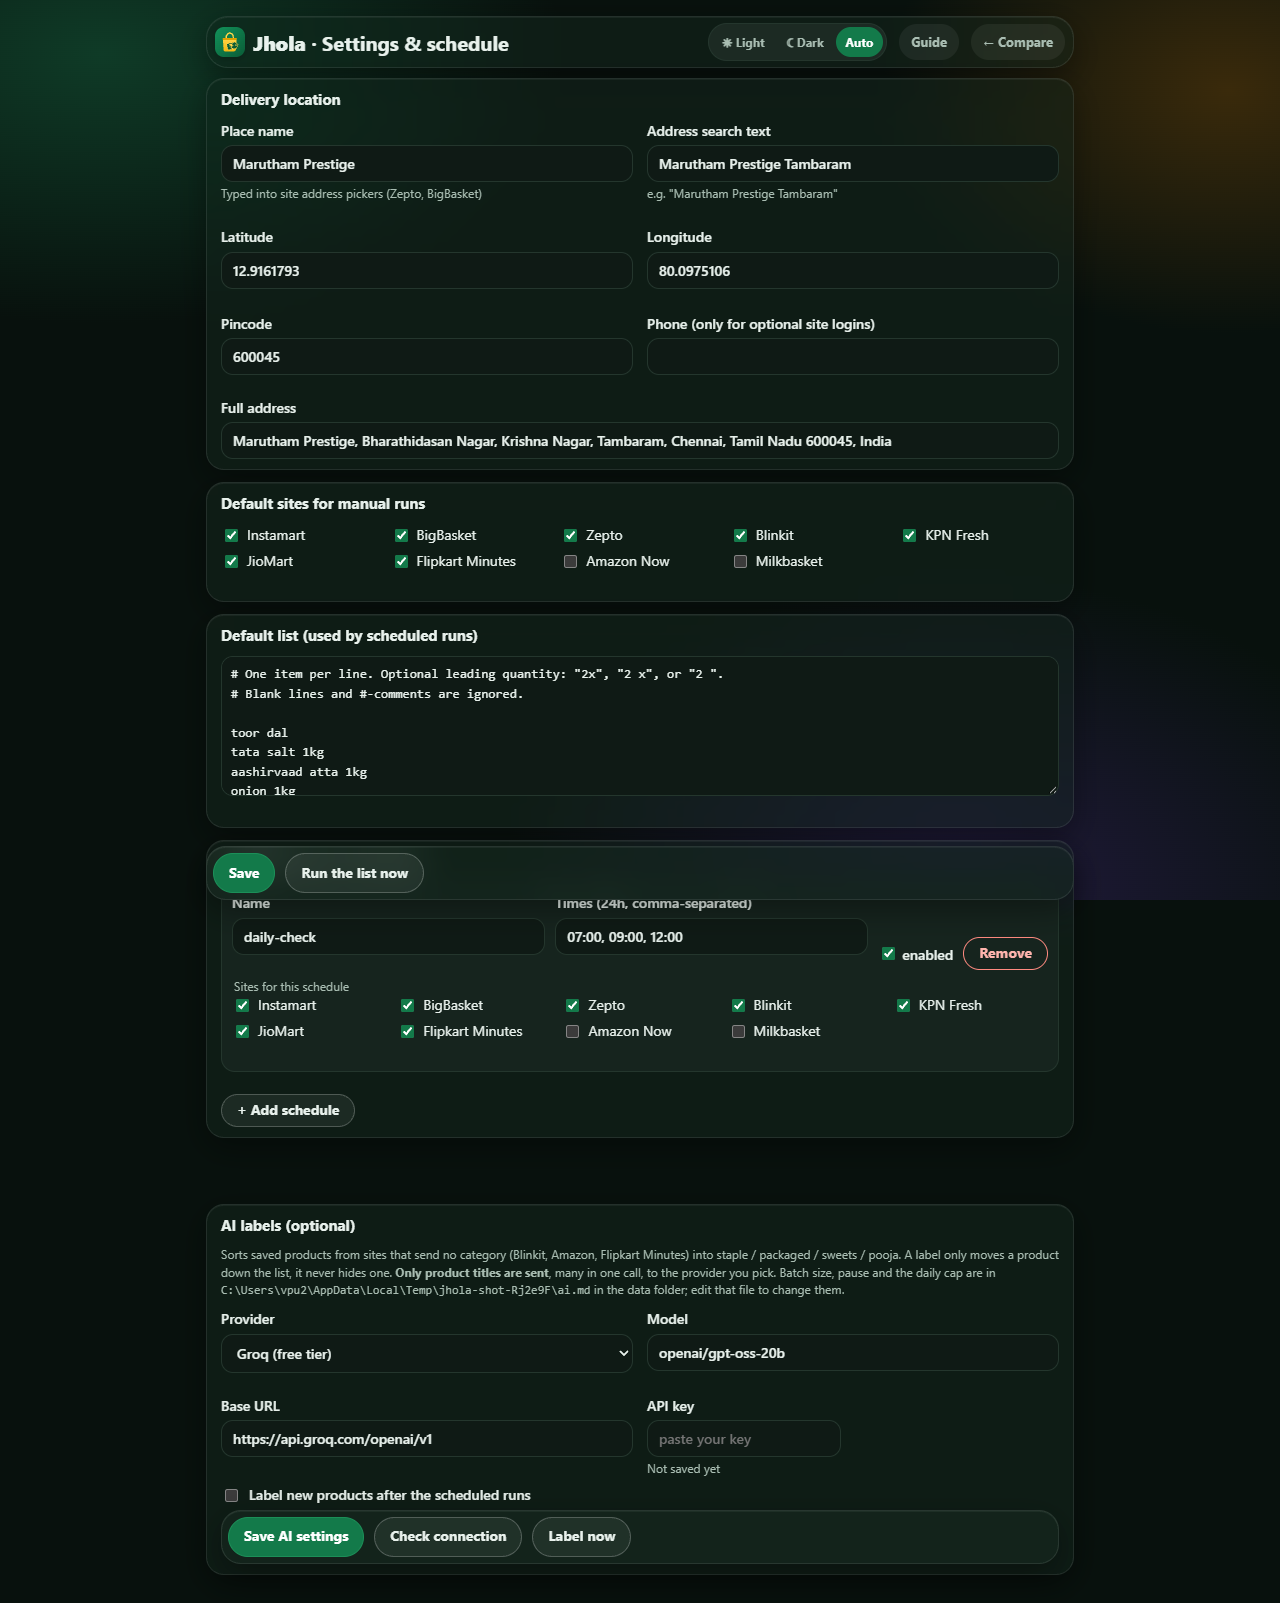 Jhola · Settings & schedule
☀ Light ☾ Dark Auto Guide ← Compare
Delivery location
Place name Address search text
Marutham Prestige Marutham Prestige Tambaram
Typed into site address pickers (Zepto, BigBasket) e.g. "Marutham Prestige Tambaram"
Latitude Longitude
12.9161793 80.0975106
Pincode Phone (only for optional site logins)
600045
Full address
Marutham Prestige, Bharathidasan Nagar, Krishna Nagar, Tambaram, Chennai, Tamil Nadu 600045, India
Default sites for manual runs
Instamart BigBasket Zepto Blinkit KPN Fresh
JioMart Flipkart Minutes Amazon Now Milkbasket
Default list (used by scheduled runs)
# One item per line. Optional leading quantity: "2x", "2 x", or "2 ".
# Blank lines and #-comments are ignored.
toor dal
tata salt 1kg
aashirvaad atta 1kg
onion 1kg
Save Run the list now
Name Times (24h, comma-separated)
daily-check 07:00, 09:00, 12:00 enabled Remove
Sites for this schedule
Instamart BigBasket Zepto Blinkit KPN Fresh
JioMart Flipkart Minutes Amazon Now Milkbasket
+ Add schedule
AI labels (optional)
Sorts saved products from sites that send no category (Blinkit, Amazon, Flipkart Minutes) into staple / packaged / sweets / pooja. A label only moves a product
down the list, it never hides one. Only product titles are sent, many in one call, to the provider you pick. Batch size, pause and the daily cap are in
C:\Users\vpu2\AppData\Local\Temp\jhola-shot-Rj2e9F\ai.md in the data folder; edit that file to change them.
Provider Model
Groq (free tier) openai/gpt-oss-20b
Base URL API key
https://api.groq.com/openai/v1 paste your key
Not saved yet
Label new products after the scheduled runs
Save AI settings Check connection Label now